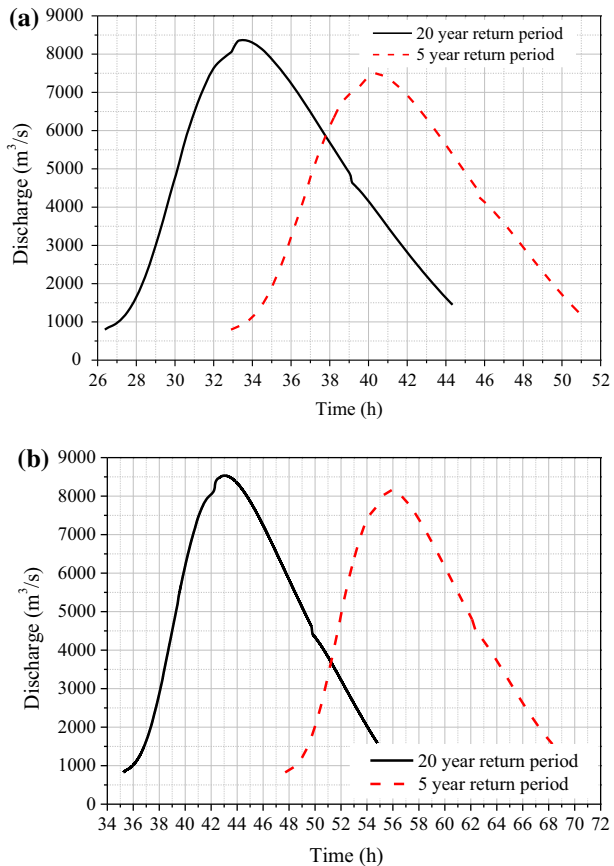 (a)
9000
8000
7000
6000
5000
4000
3000
2000
1000
0
Discharge (m³/s)
20 year return period
5 year return period
26 28 30 32 34 36 38 40 42 44 46 48 50 52
Time (h)
(b)
9000
8000
7000
6000
5000
4000
3000
2000
1000
0
Discharge (m³/s)
20 year return period
5 year return period
34 36 38 40 42 44 46 48 50 52 54 56 58 60 62 64 66 68 70 72
Time (h)